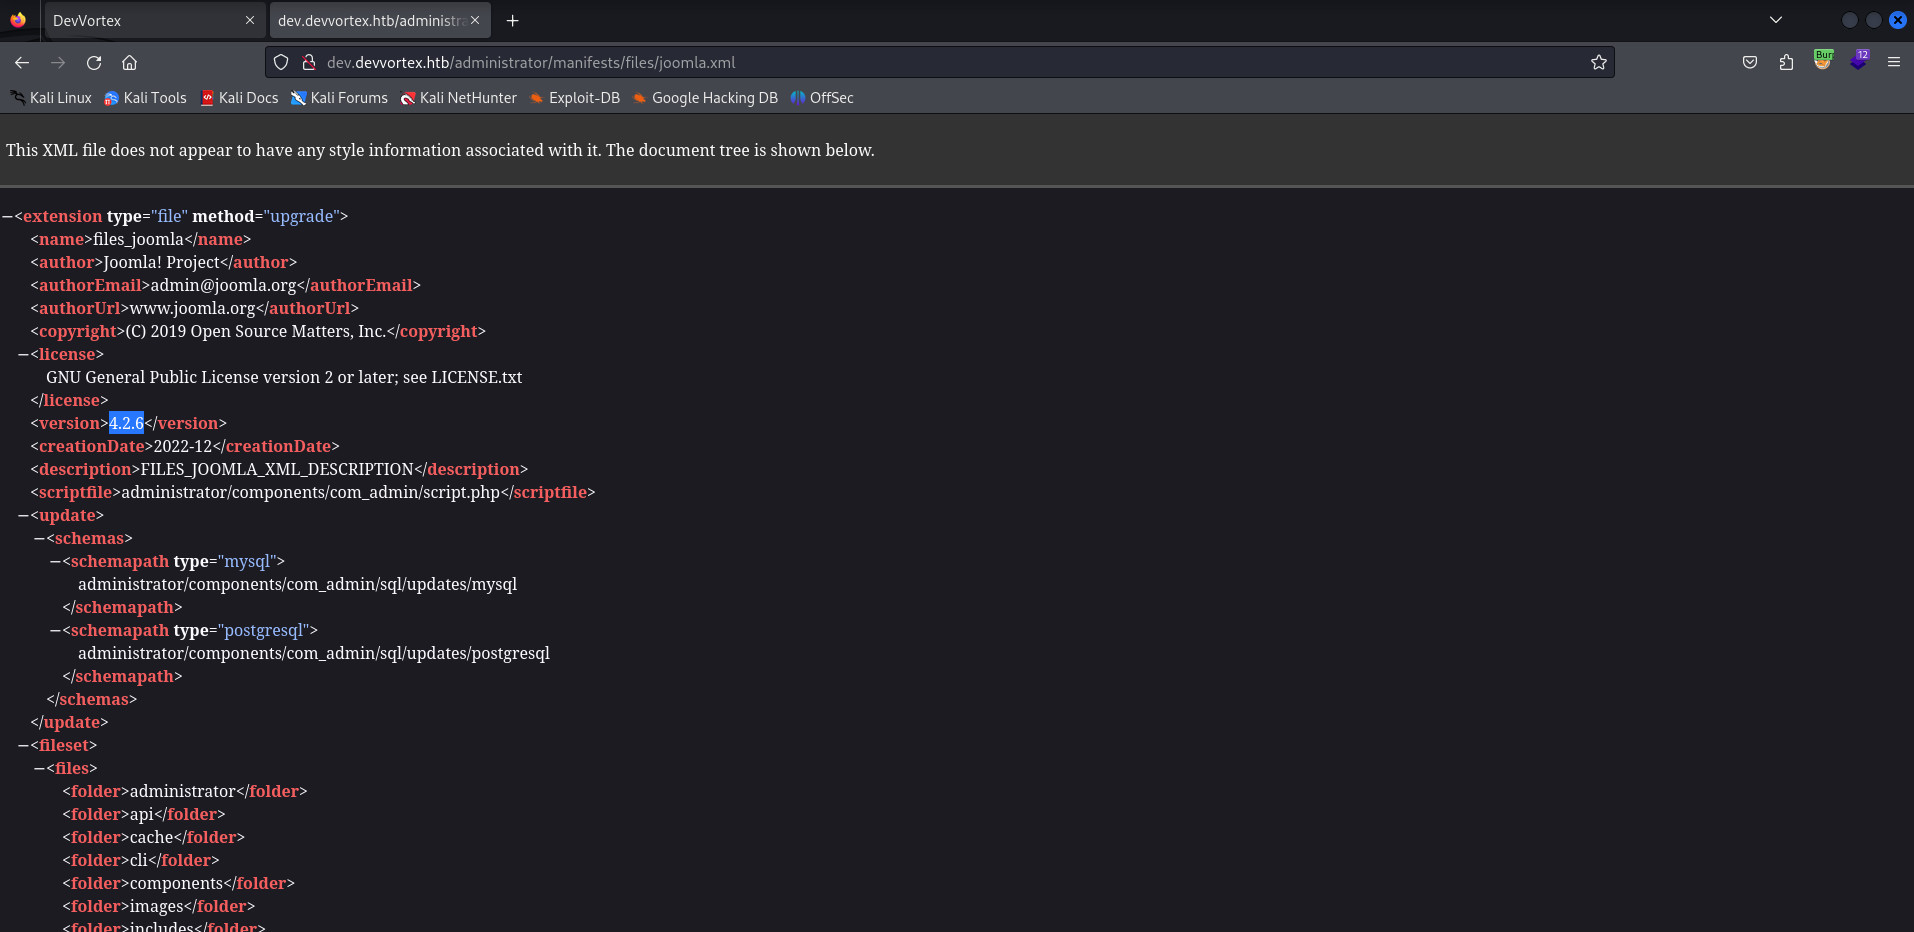 DevVortex
dev.devvortex.htb/administra
dev.devvortex.htb/administrator/manifests/files/joomla.xml
Bur 12
Kali Linux Kali Tools Kali Docs Kali Forums Kali NetHunter Exploit-DB Google Hacking DB OffSec
This XML file does not appear to have any style information associated with it. The document tree is shown below.
—<extension type="file" method="upgrade">
<name>files_joomla</name>
<author>Joomla! Project</author>
<authorEmail>admin@joomla.org</authorEmail>
<authorUrl>www.joomla.org</authorUrl>
<copyright>(C) 2019 Open Source Matters, Inc.</copyright>
—<license>
GNU General Public License version 2 or later; see LICENSE.txt
</license>
<version>4.2.6</version>
<creationDate>2022-12</creationDate>
<description>FILES_JOOMLA_XML_DESCRIPTION</description>
<scriptfile>administrator/components/com_admin/script.php</scriptfile>
—<update>
—<schemas>
—<schemapath type="mysql">
administrator/components/com_admin/sql/updates/mysql
</schemapath>
—<schemapath type="postgresql">
administrator/components/com_admin/sql/updates/postgresql
</schemapath>
</schemas>
</update>
—<fileset>
—<files>
<folder>administrator</folder>
<folder>api</folder>
<folder>cache</folder>
<folder>cli</folder>
<folder>components</folder>
<folder>images</folder>
<folder>includes</folder>